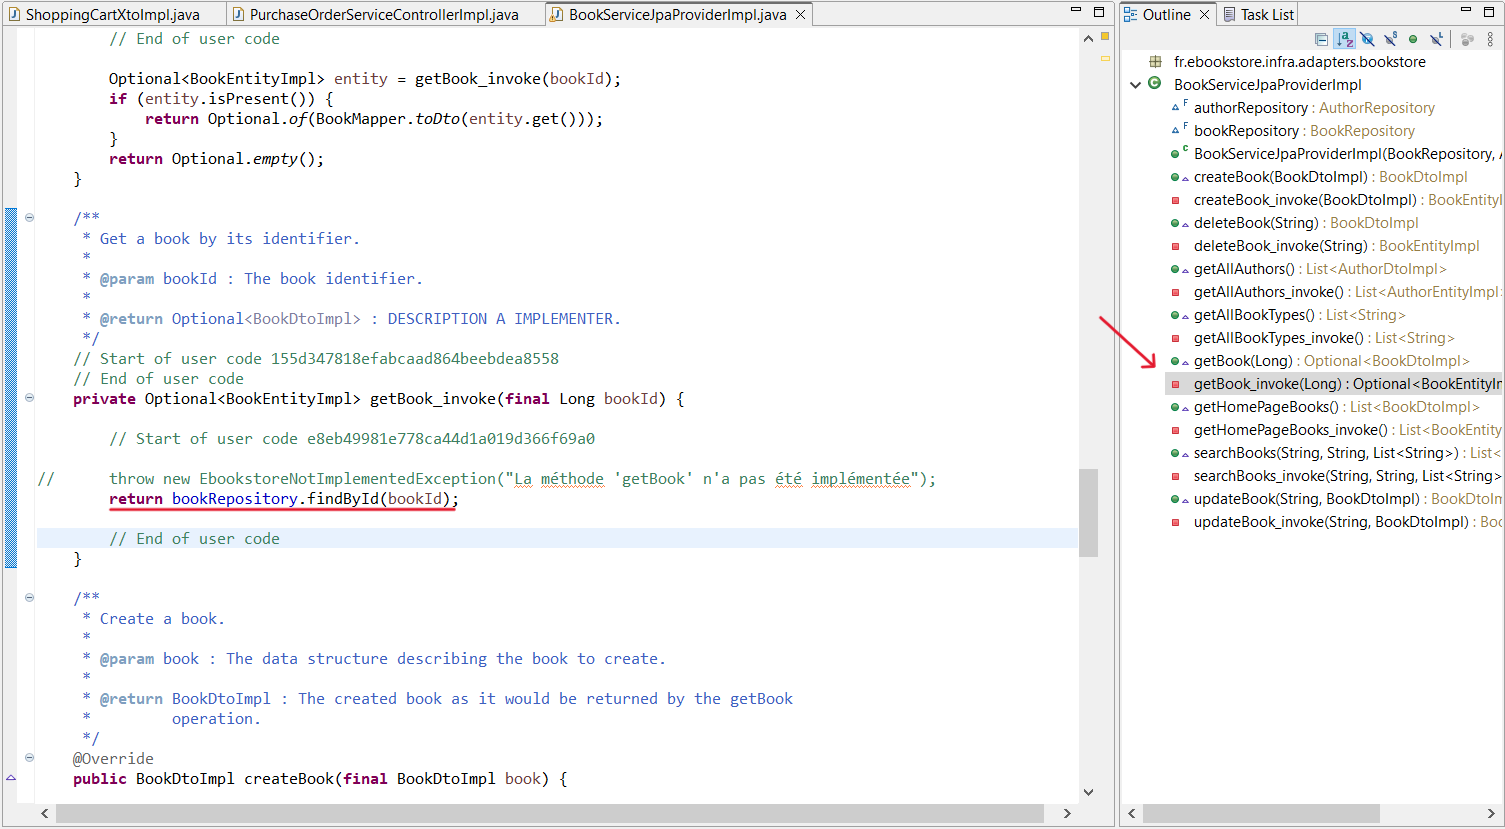 ShoppingCartXtoImpl.java
PurchaseOrderServiceControllerImpl.java
BookServiceJpaProviderImpl.java
// End of user code
Optional<BookEntityImpl> entity = getBook_invoke(bookId);
if (entity.isPresent()) {
return Optional.of(BookMapper.toDto(entity.get()));
}
return Optional.empty();
}
/**
* Get a book by its identifier.
*
* @param bookId : The book identifier.
*
* @return Optional<BookDtoImpl> : DESCRIPTION A IMPLEMENTER.
*/
// Start of user code 155d347818efabcaad864beebdea8558
// End of user code
private Optional<BookEntityImpl> getBook_invoke(final Long bookId) {
// Start of user code e8eb49981e778ca44d1a019d366f69a0
// throw new EbookstoreNotImplementedException("La méthode 'getBook' n'a pas été implémentée");
return bookRepository.findById(bookId);
// End of user code
}
/**
* Create a book.
*
* @param book : The data structure describing the book to create.
*
* @return BookDtoImpl : The created book as it would be returned by the getBook
* operation.
*/
@Override
public BookDtoImpl createBook(final BookDtoImpl book) {
Outline
Task List
fr.ebookstore.infra.adapters.bookstore
BookServiceJpaProviderImpl
authorRepository : AuthorRepository
bookRepository : BookRepository
BookServiceJpaProviderImpl(BookRepository, A
createBook(BookDtoImpl) : BookDtoImpl
createBook_invoke(BookDtoImpl) : BookEntityI
deleteBook(String) : BookDtoImpl
deleteBook_invoke(String) : BookEntityImpl
getAllAuthors() : List<AuthorDtoImpl>
getAllAuthors_invoke() : List<AuthorEntityImpl>
getAllBookTypes() : List<String>
getAllBookTypes_invoke() : List<String>
getBook(Long) : Optional<BookDtoImpl>
getBook_invoke(Long) : Optional<BookEntityIm
getHomePageBooks() : List<BookDtoImpl>
getHomePageBooks_invoke() : List<BookEntity
searchBooks(String, String, List<String>) : List<
searchBooks_invoke(String, String, List<String>
updateBook(String, BookDtoImpl) : BookDtoIm
updateBook_invoke(String, BookDtoImpl) : Boo